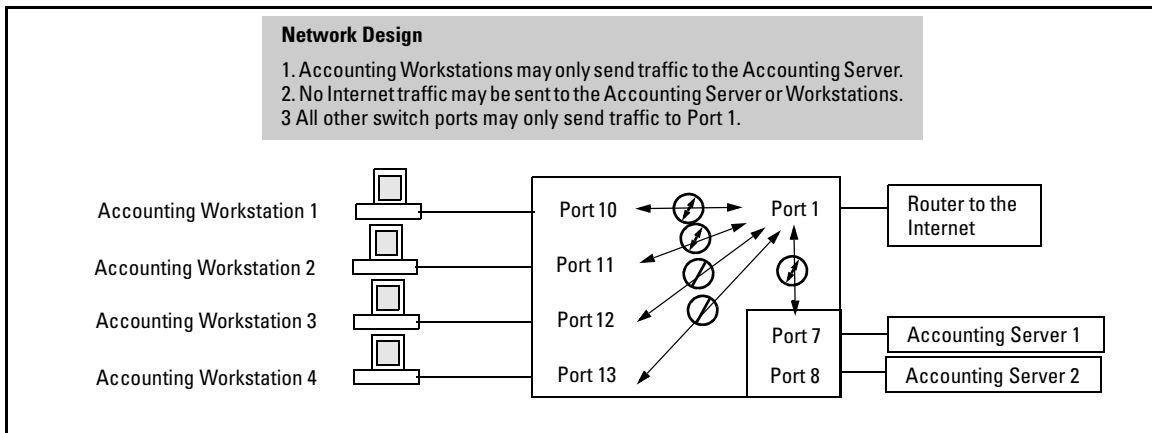 Network Design
1. Accounting Workstations may only send traffic to the Accounting Server.
2. No Internet traffic may be sent to the Accounting Server or Workstations.
3 All other switch ports may only send traffic to Port 1.
Accounting Workstation 1
Port 10
Port 1
Router to the
Internet
Accounting Workstation 2
Port 11
Accounting Workstation 3
Port 12
Port 7
Accounting Server 1
Accounting Workstation 4
Port 13
Port 8
Accounting Server 2